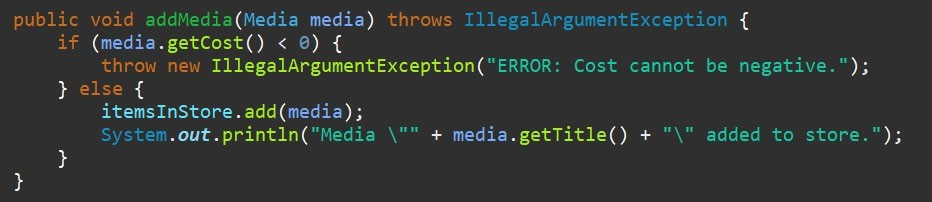 public void addMedia(Media media) throws IllegalArgumentException {
    if (media.getCost() < 0) {
        throw new IllegalArgumentException("ERROR: Cost cannot be negative.");
    } else {
        itemsInStore.add(media);
        System.out.println("Media \"" + media.getTitle() + "\" added to store.");
    }
}